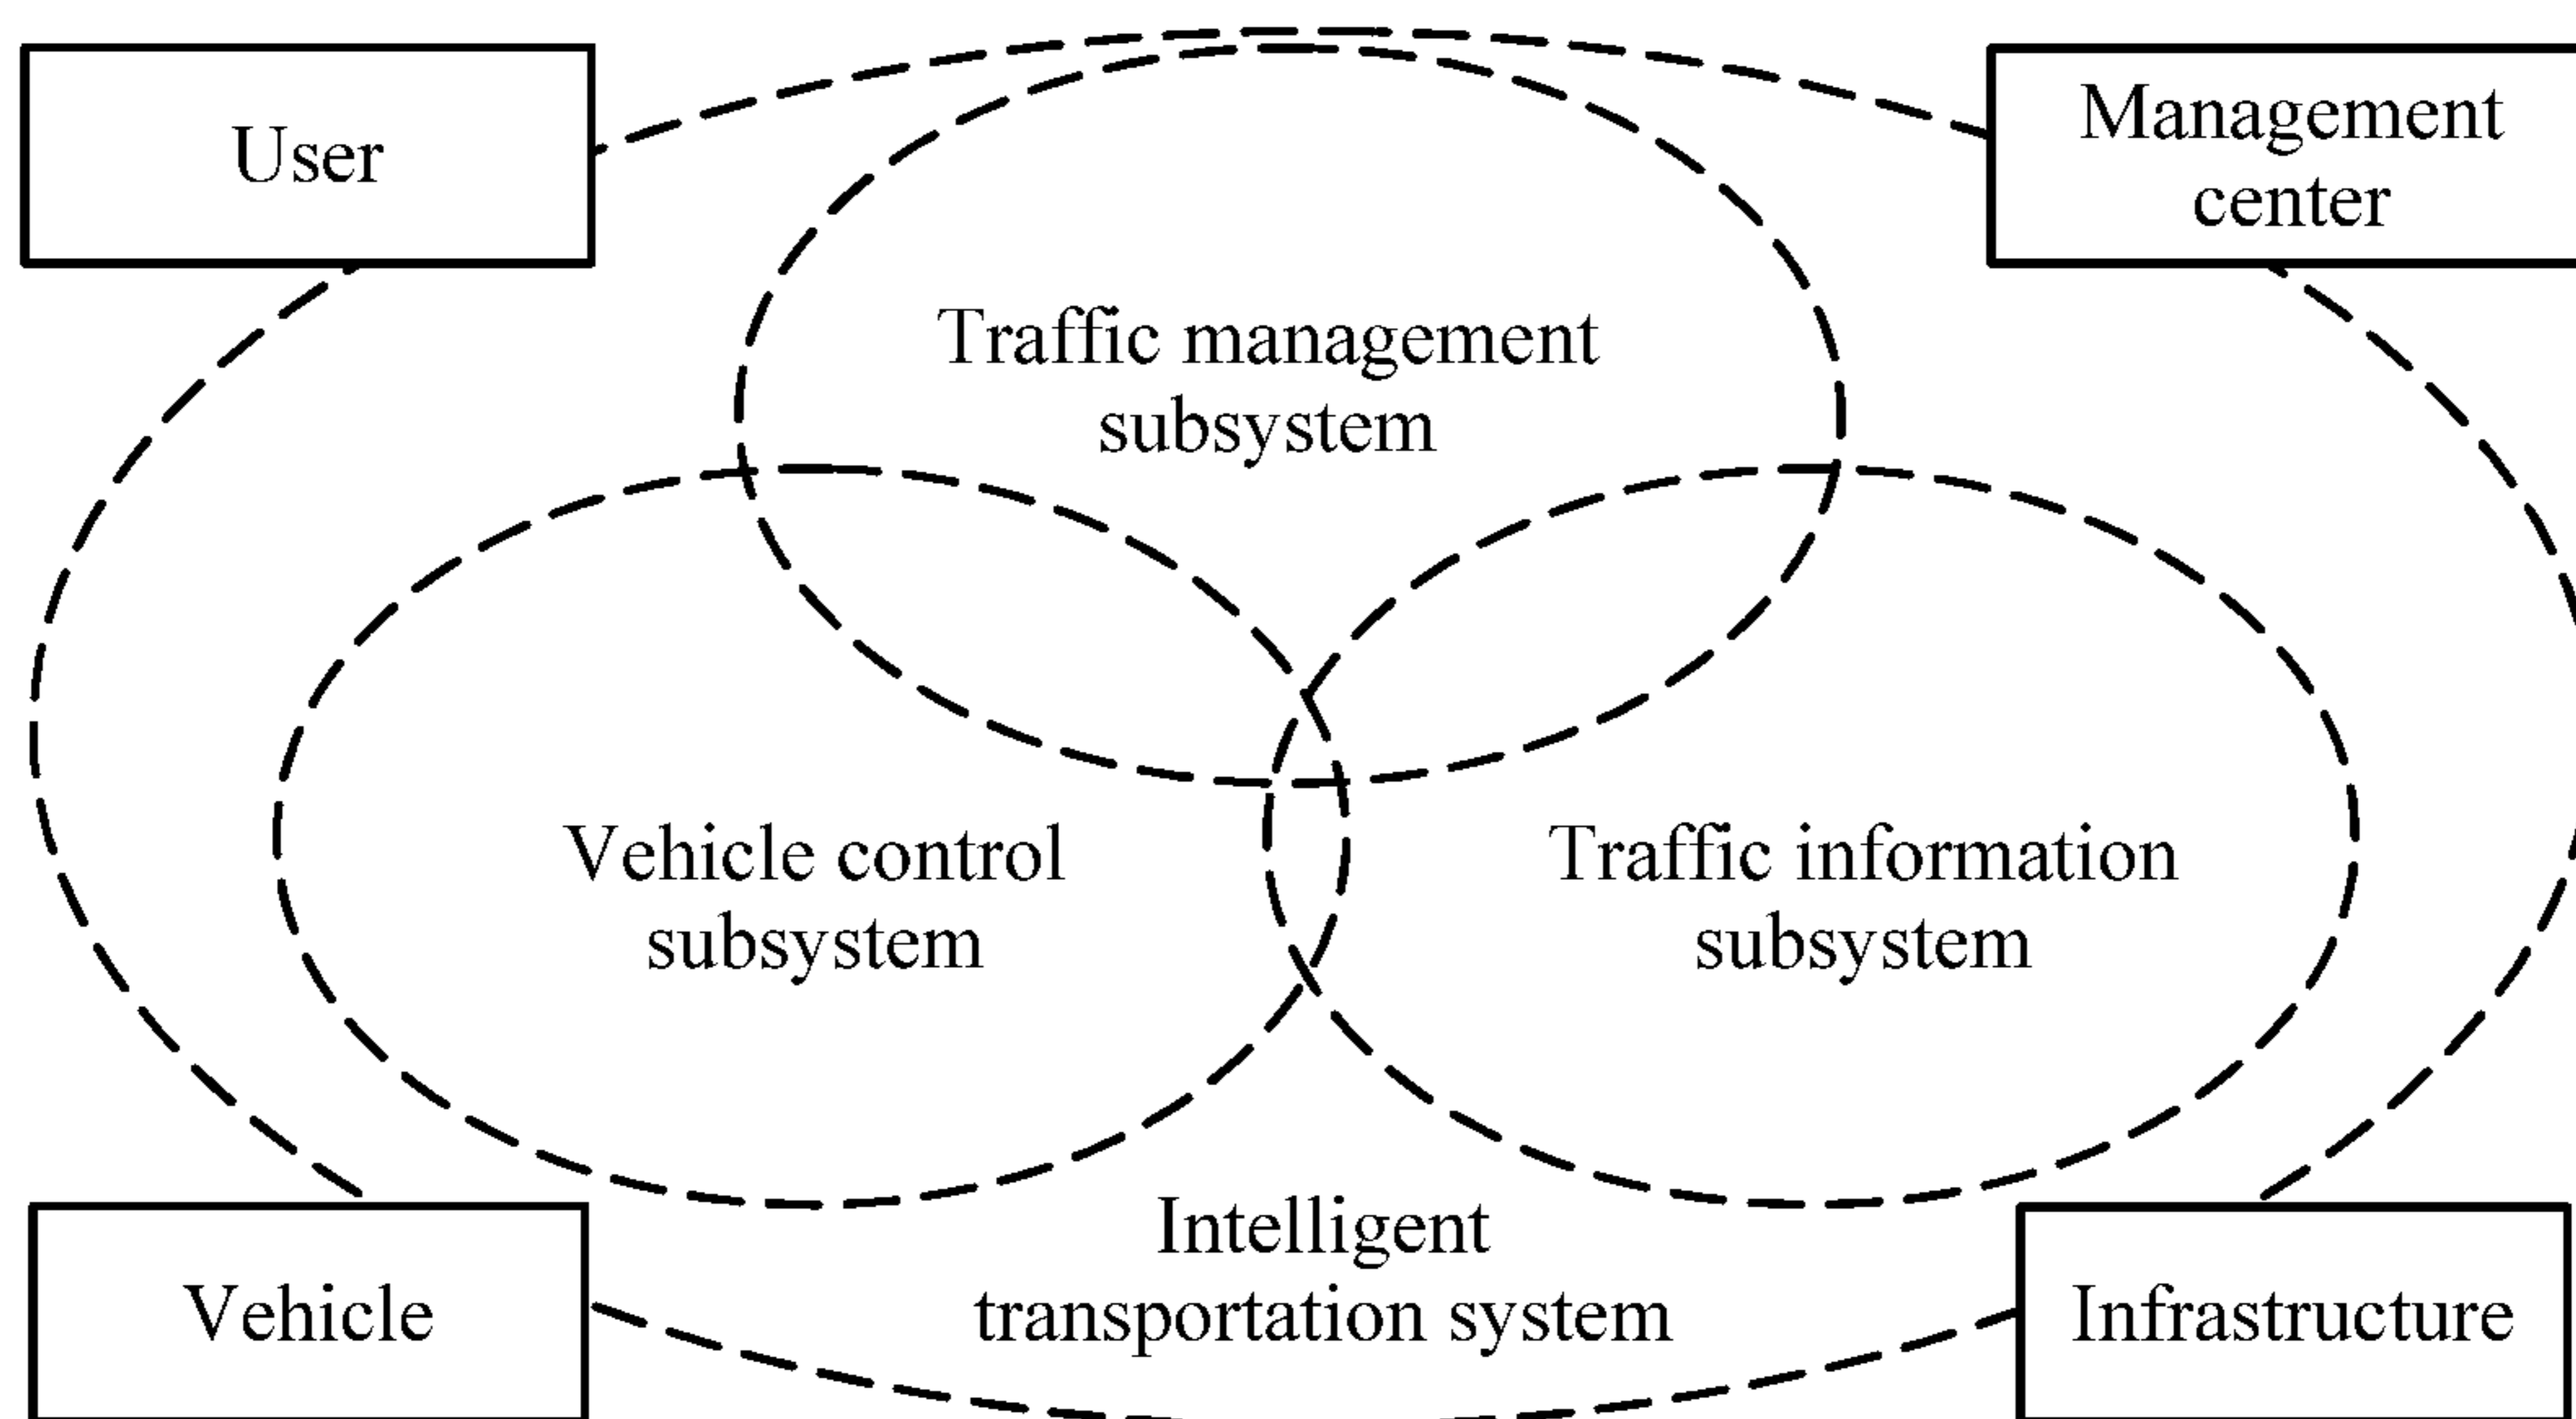 User
Management
center
Traffic management
subsystem
Vehicle control
subsystem
Traffic information
subsystem
Intelligent
transportation system
Vehicle
Infrastructure